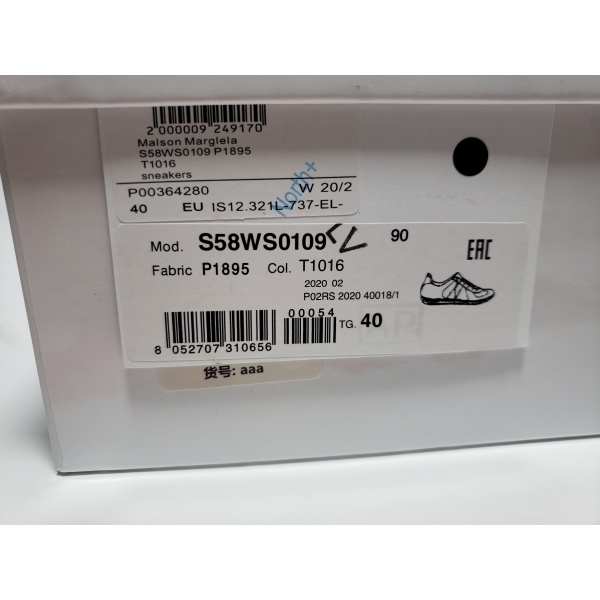 2 000009 249170
Maison Margiela
S58WS0109 P1895
T1016
sneakers
North+
P00364280 W 20/2
40 EU IS12.321L-737-EL-
Mod. S58WS0109 90
Fabric P1895 Col. T1016
EAC
2020 02
P02RS 2020 40018/1
00054
TG. 40
8 052707 310656
货号: aaa